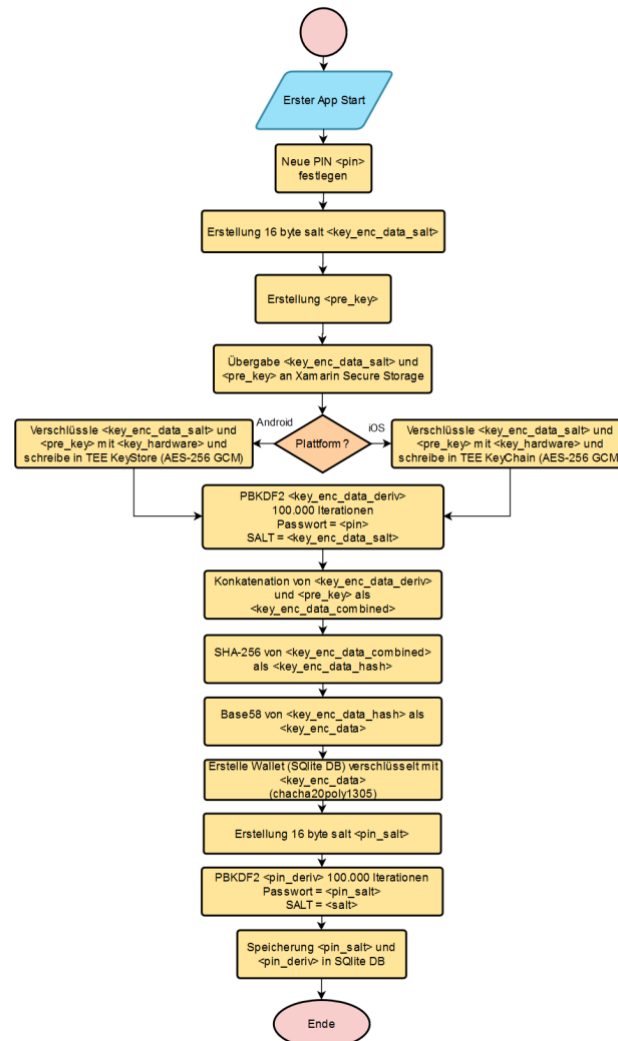 Erster App Start
Neue PIN <pin>
festlegen
Erstellung 16 byte salt <key_enc_data_salt>
Erstellung <pre_key>
Übergabe <key_enc_data_salt> und
<pre_key> an Xamarin Secure Storage
Android
Plattform?
iOS
Verschlüssle <key_enc_data_salt> und
<pre_key> mit <key_hardware> und
schreibe in TEE KeyStore (AES-256 GCM)
Verschlüssle <key_enc_data_salt> und
<pre_key> mit <key_hardware> und
schreibe in TEE KeyChain (AES-256 GCM)
PBKDF2 <key_enc_data_deriv>
100.000 Iterationen
Passwort = <pin>
SALT = <key_enc_data_salt>
Konkatenation von <key_enc_data_deriv>
und <pre_key> als
<key_enc_data_combined>
SHA-256 von <key_enc_data_combined>
als <key_enc_data_hash>
Base58 von <key_enc_data_hash> als
<key_enc_data>
Erstelle Wallet (SQlite DB) verschlüsselt mit
<key_enc_data>
(chacha20poly1305)
Erstellung 16 byte salt <pin_salt>
PBKDF2 <pin_deriv> 100.000 Iterationen
Passwort = <pin_salt>
SALT = <salt>
Speicherung <pin_salt> und
<pin_deriv> in SQlite DB
Ende